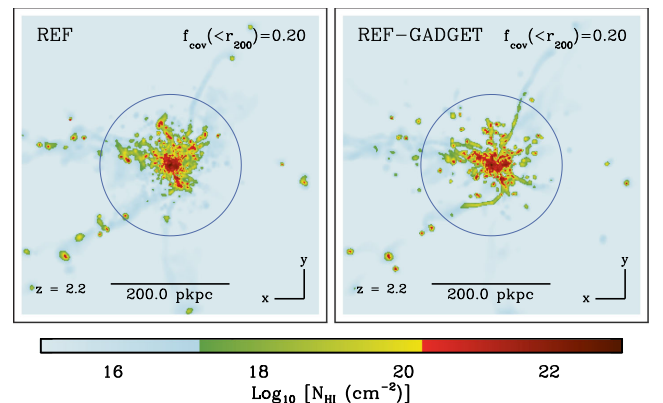 REF f_cov(<r_200)=0.20
z = 2.2 200.0 pkpc x y
REF-GADGET f_cov(<r_200)=0.20
z = 2.2 200.0 pkpc x y
16 18 20 22
Log_10 [N_HI (cm^-2)]